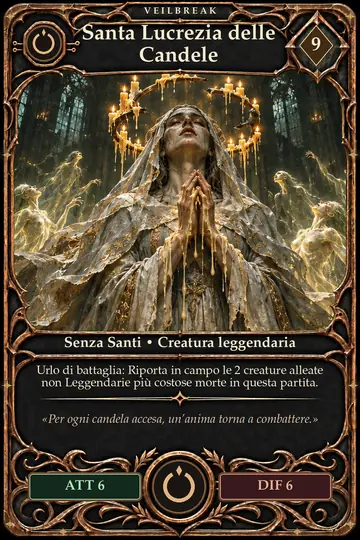 VEILBREAK
Santa Lucrezia delle
Candele
9
Senza Santi • Creatura leggendaria
Urlo di battaglia: Riporta in campo le 2 creature alleate
non Leggendarie più costose morte in questa partita.
«Per ogni candela accesa, un'anima torna a combattere.»
ATT 6
DIF 6